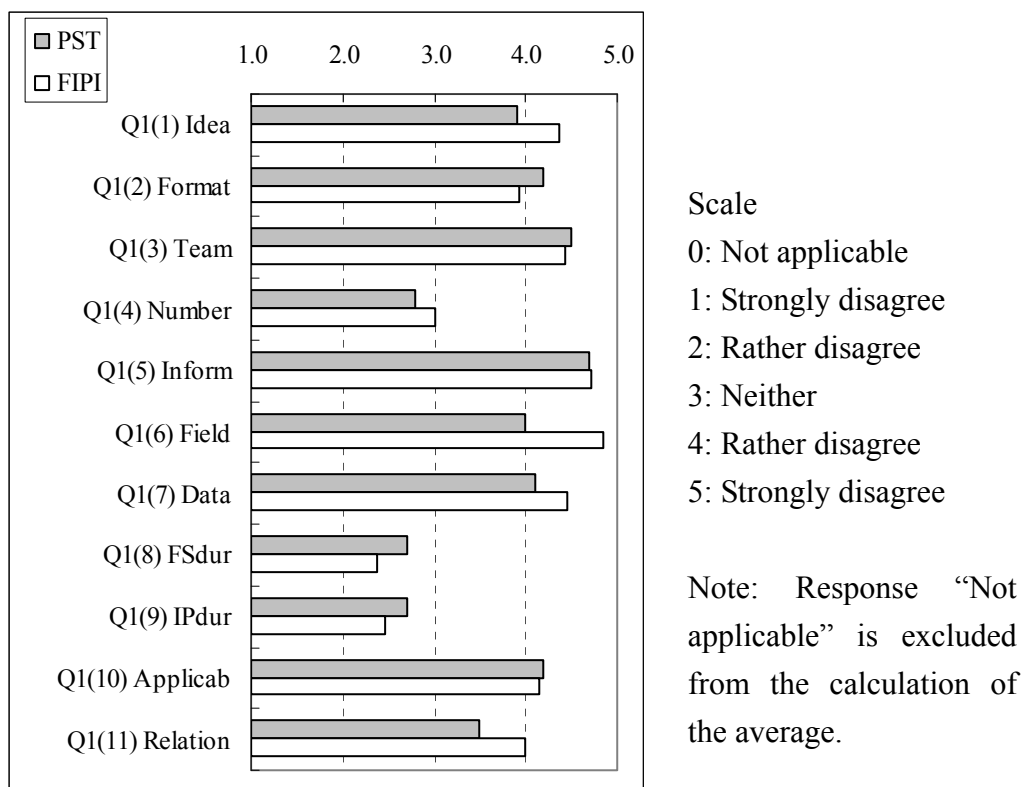 PST
FIPI
1.0 2.0 3.0 4.0 5.0
Q1(1) Idea
Q1(2) Format
Q1(3) Team
Q1(4) Number
Q1(5) Inform
Q1(6) Field
Q1(7) Data
Q1(8) FSdur
Q1(9) IPdur
Q1(10) Applicab
Q1(11) Relation
Scale
0: Not applicable
1: Strongly disagree
2: Rather disagree
3: Neither
4: Rather disagree
5: Strongly disagree
Note: Response “Not
applicable” is excluded
from the calculation of
the average.